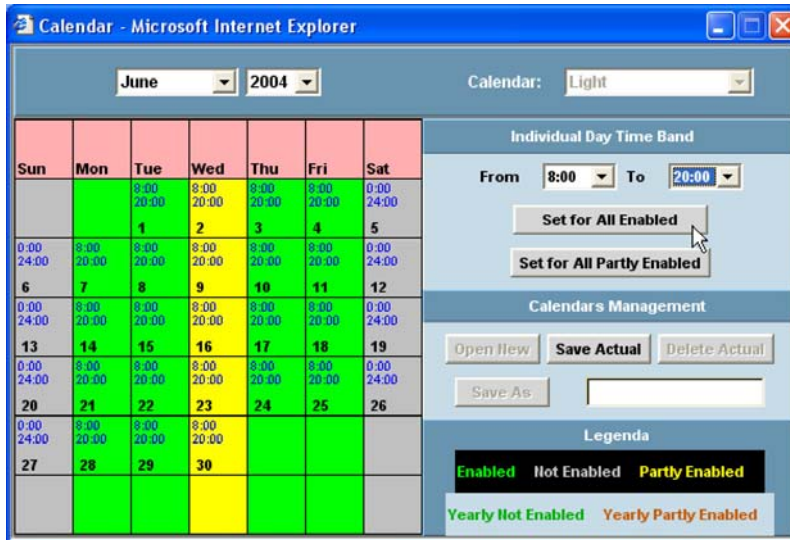 Calendar - Microsoft Internet Explorer
June 2004 Calendar: Light
Sun Mon Tue Wed Thu Fri Sat
8:00 8:00 8:00 8:00 0:00
20:00 20:00 20:00 20:00 24:00
1 2 3 4 5
0:00 8:00 8:00 8:00 8:00 8:00 0:00
24:00 20:00 20:00 20:00 20:00 20:00 24:00
6 7 8 9 10 11 12
0:00 8:00 8:00 8:00 8:00 8:00 0:00
24:00 20:00 20:00 20:00 20:00 20:00 24:00
13 14 15 16 17 18 19
0:00 8:00 8:00 8:00 8:00 8:00 0:00
24:00 20:00 20:00 20:00 20:00 20:00 24:00
20 21 22 23 24 25 26
0:00 8:00 8:00 8:00
24:00 20:00 20:00 20:00
27 28 29 30
Individual Day Time Band
From 8:00 To 20:00
Set for All Enabled
Set for All Partly Enabled
Calendars Management
Open New Save Actual Delete Actual
Save As
Legenda
Enabled Not Enabled Partly Enabled
Yearly Not Enabled Yearly Partly Enabled